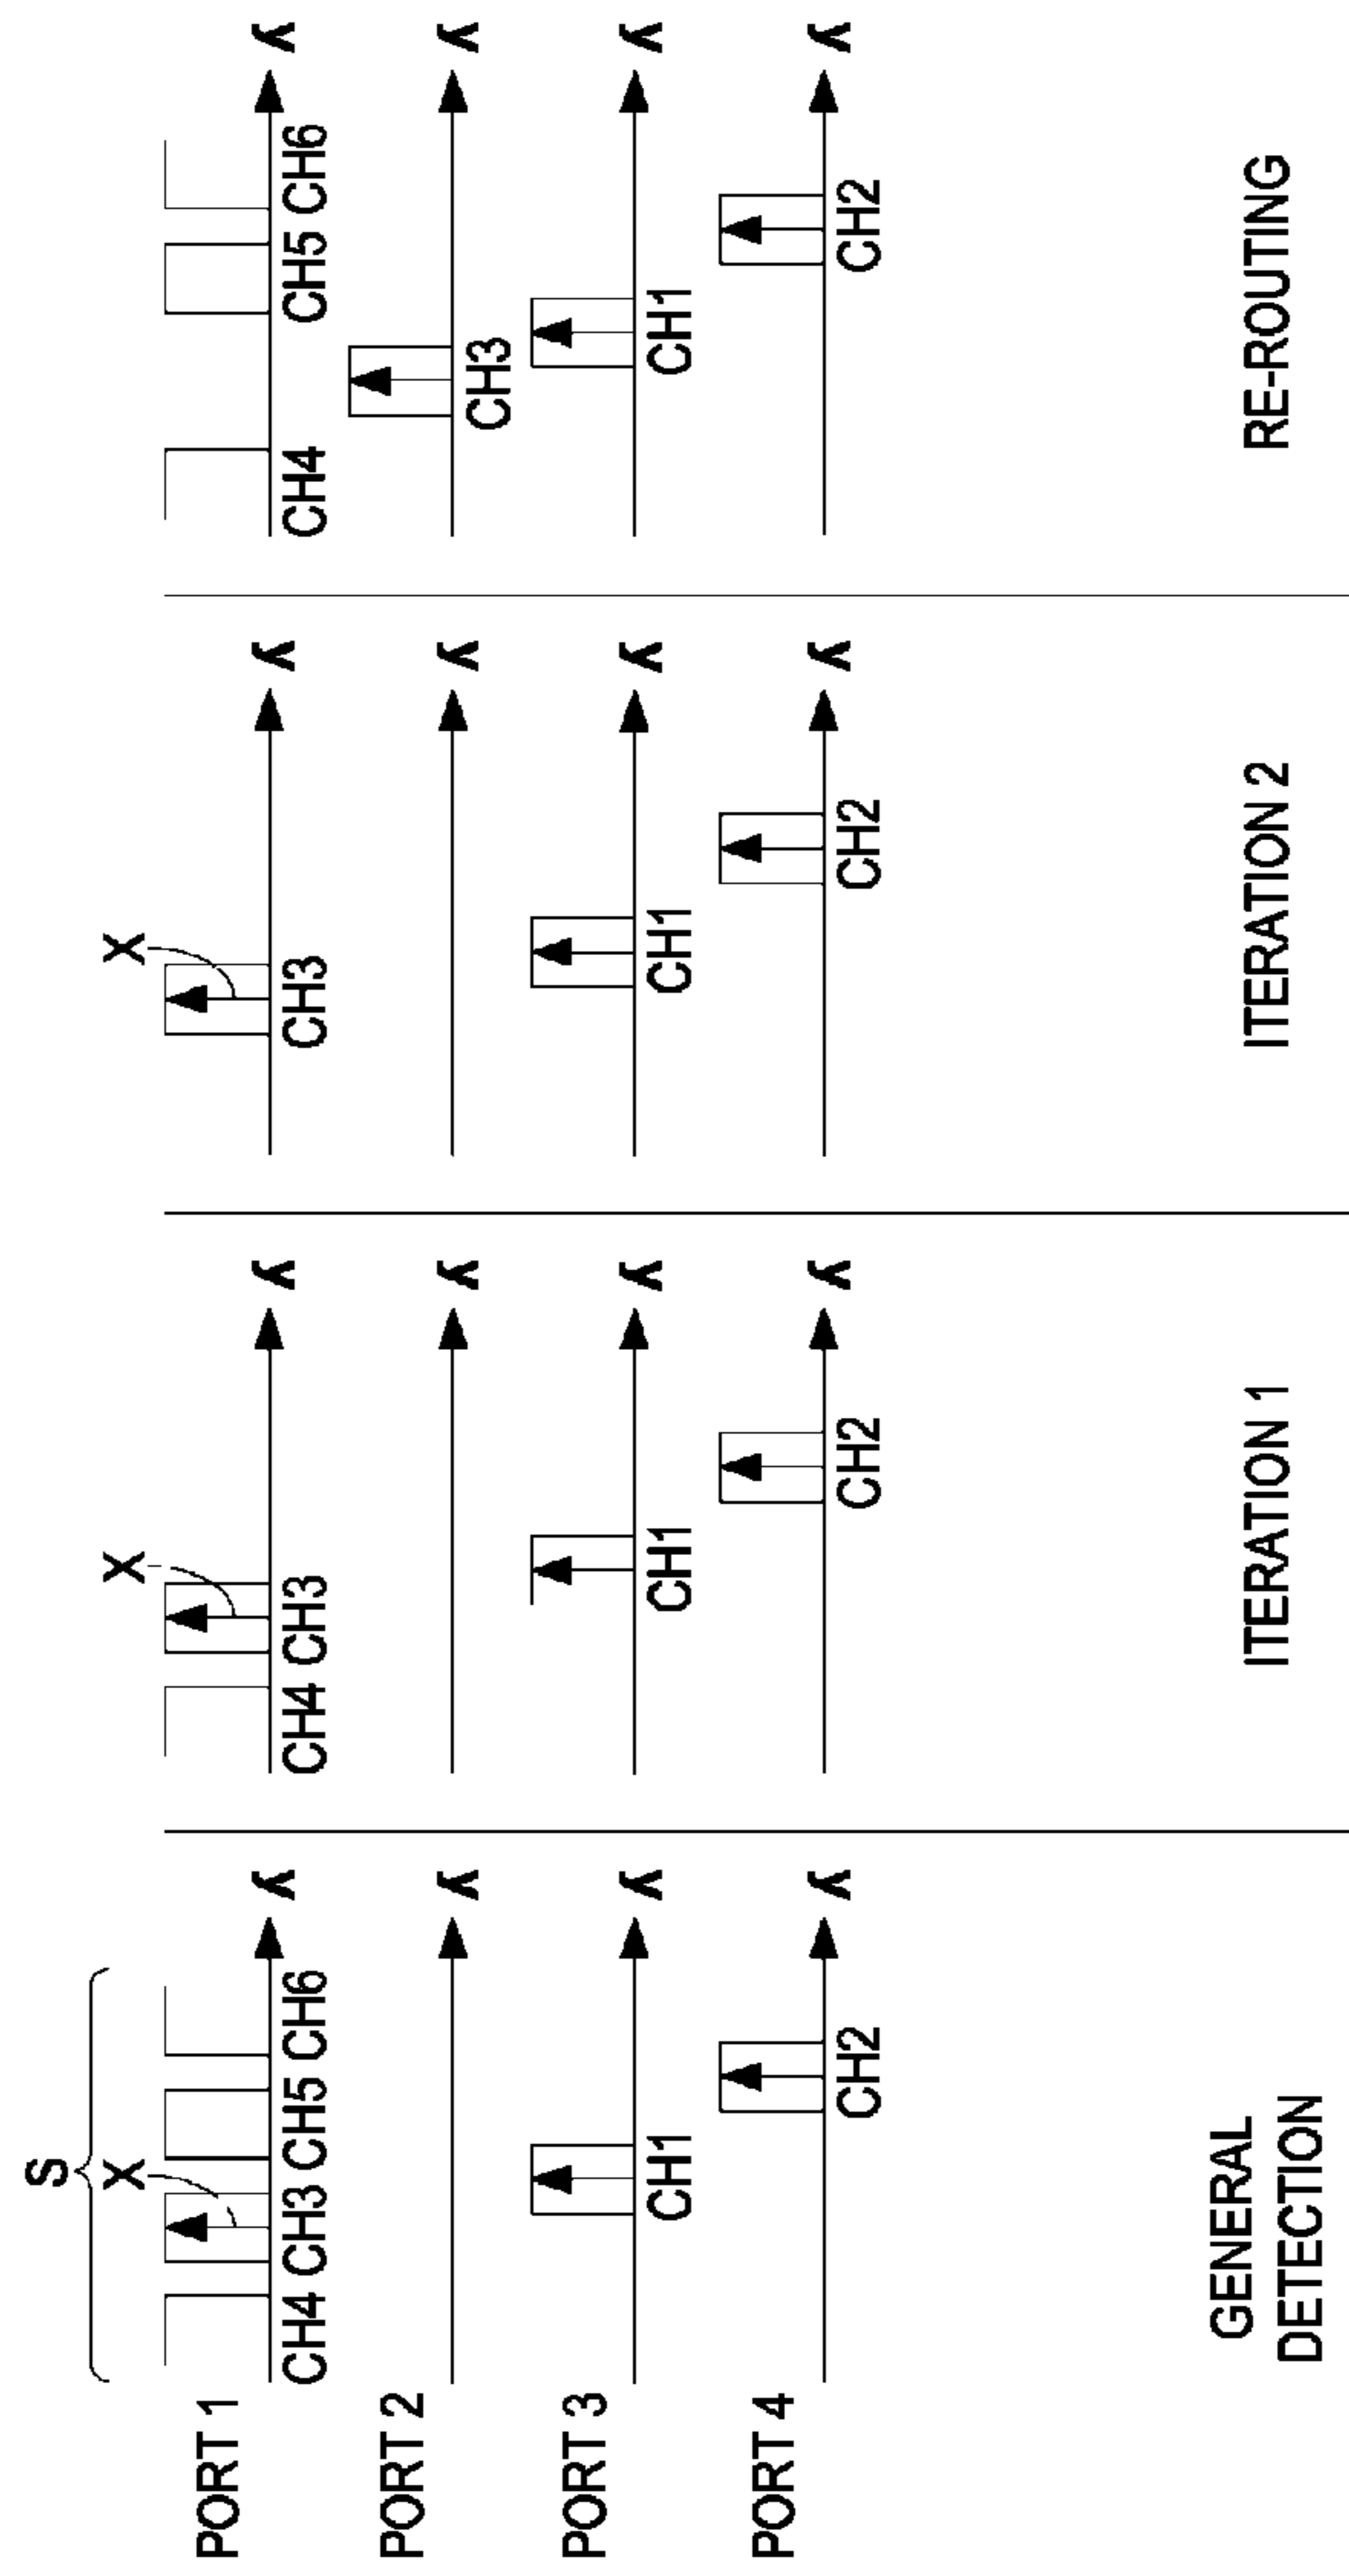 S
X
X
X
PORT 1
CH4 CH3 CH5 CH6
y
CH4 CH3
y
CH3
y
CH4 CH5 CH6
y
PORT 2
y
y
y
CH3
y
PORT 3
CH1
y
CH1
y
CH1
y
CH1
y
PORT 4
CH2
y
CH2
y
CH2
y
CH2
y
GENERAL
DETECTION
ITERATION 1
ITERATION 2
RE-ROUTING